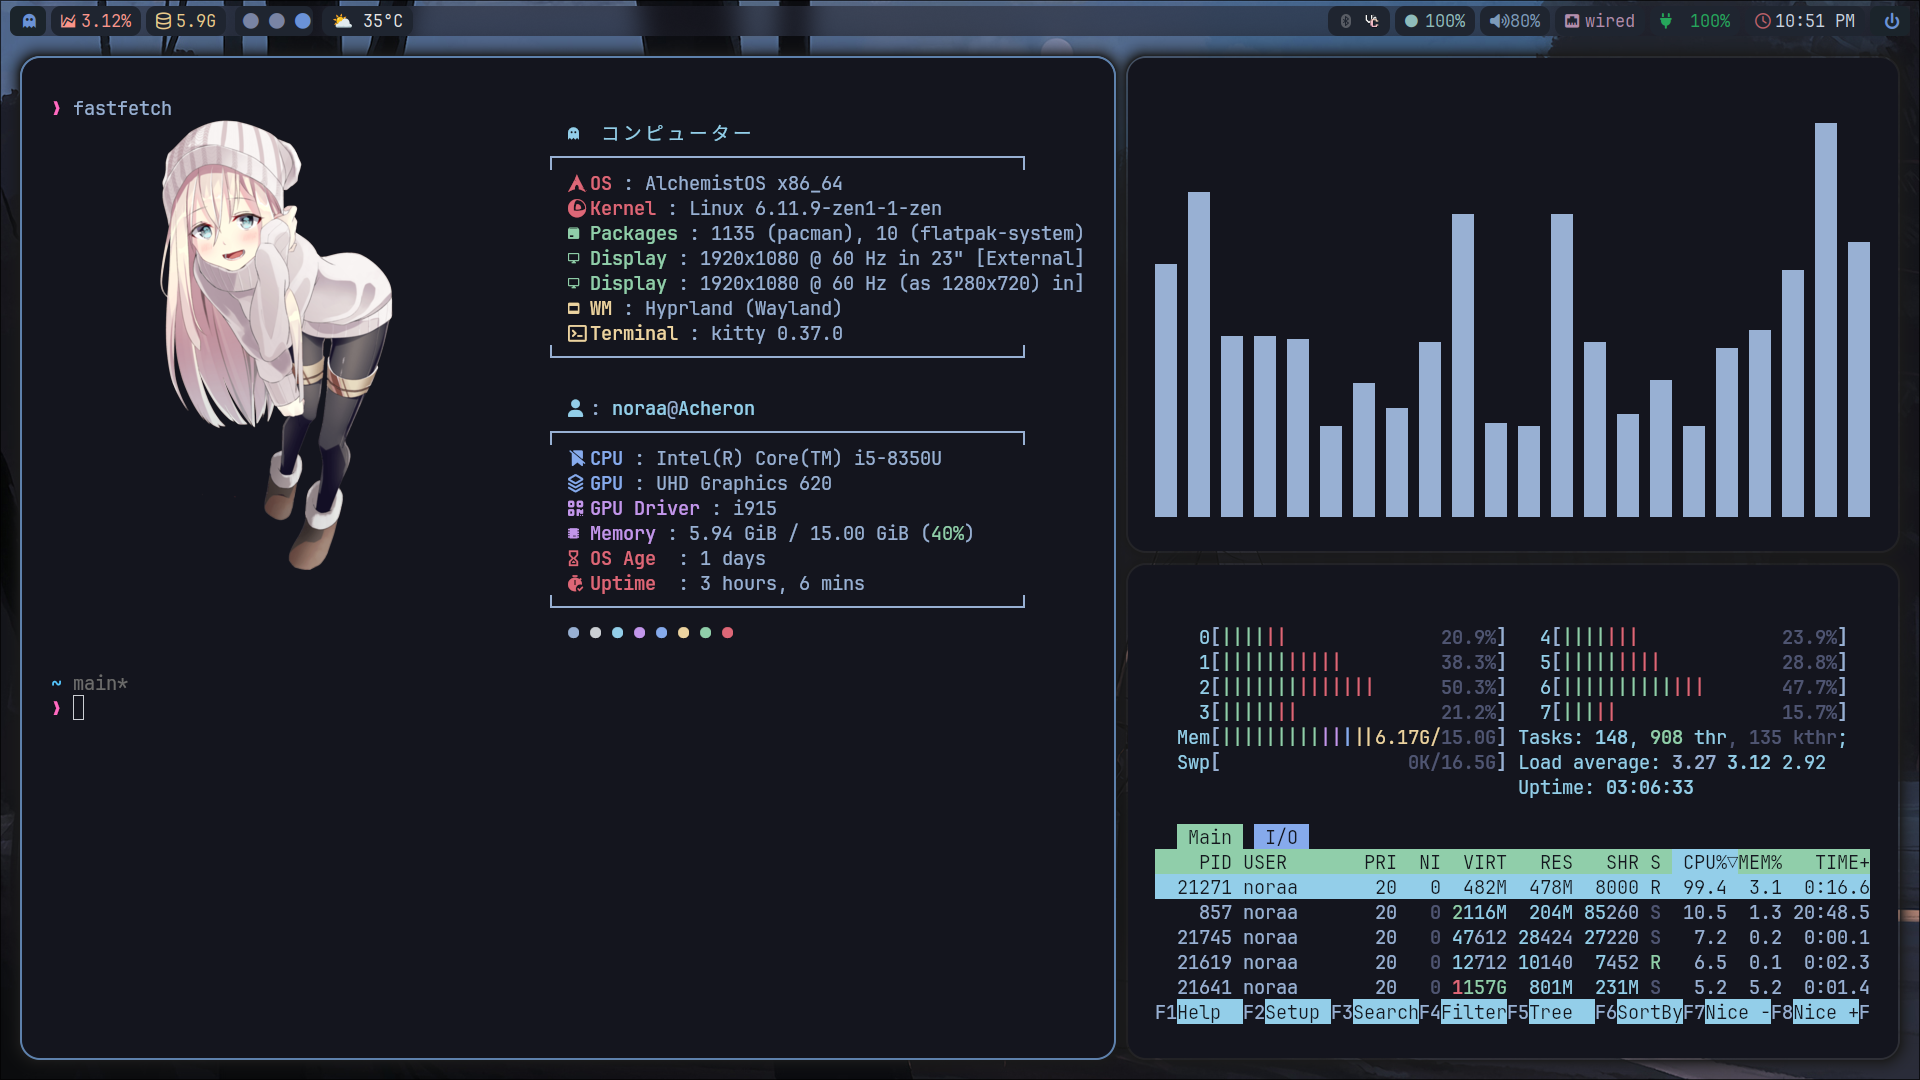 3.12% 5.9G 35°C 100% 80% wired 100% 10:51 PM
❯ fastfetch
コンピューター
OS : AlchemistOS x86_64
Kernel : Linux 6.11.9-zen1-1-zen
Packages : 1135 (pacman), 10 (flatpak-system)
Display : 1920x1080 @ 60 Hz in 23" [External]
Display : 1920x1080 @ 60 Hz (as 1280x720) in]
WM : Hyprland (Wayland)
Terminal : kitty 0.37.0
: noraa@Acheron
CPU : Intel(R) Core(TM) i5-8350U
GPU : UHD Graphics 620
GPU Driver : i915
Memory : 5.94 GiB / 15.00 GiB (40%)
OS Age : 1 days
Uptime : 3 hours, 6 mins
~ main*
❯
0[||||||20.9%] 4[|||||||23.9%]
1[|||||||||||38.3%] 5[|||||||||28.8%]
2[||||||||||||||50.3%] 6[|||||||||||||47.7%]
3[|||||||21.2%] 7[|||||15.7%]
Mem[||||||||||||||6.17G/15.0G] Tasks: 148, 908 thr, 135 kthr;
Swp[0K/16.5G] Load average: 3.27 3.12 2.92
Uptime: 03:06:33
Main I/O
PID USER PRI NI VIRT RES SHR S CPU%▽MEM% TIME+
21271 noraa 20 0 482M 478M 8000 R 99.4 3.1 0:16.6
857 noraa 20 0 2116M 204M 85260 S 10.5 1.3 20:48.5
21745 noraa 20 0 47612 28424 27220 S 7.2 0.2 0:00.1
21619 noraa 20 0 12712 10140 7452 R 6.5 0.1 0:02.3
21641 noraa 20 0 1157G 801M 231M S 5.2 5.2 0:01.4
F1Help F2Setup F3SearchF4FilterF5Tree F6SortByF7Nice -F8Nice +F